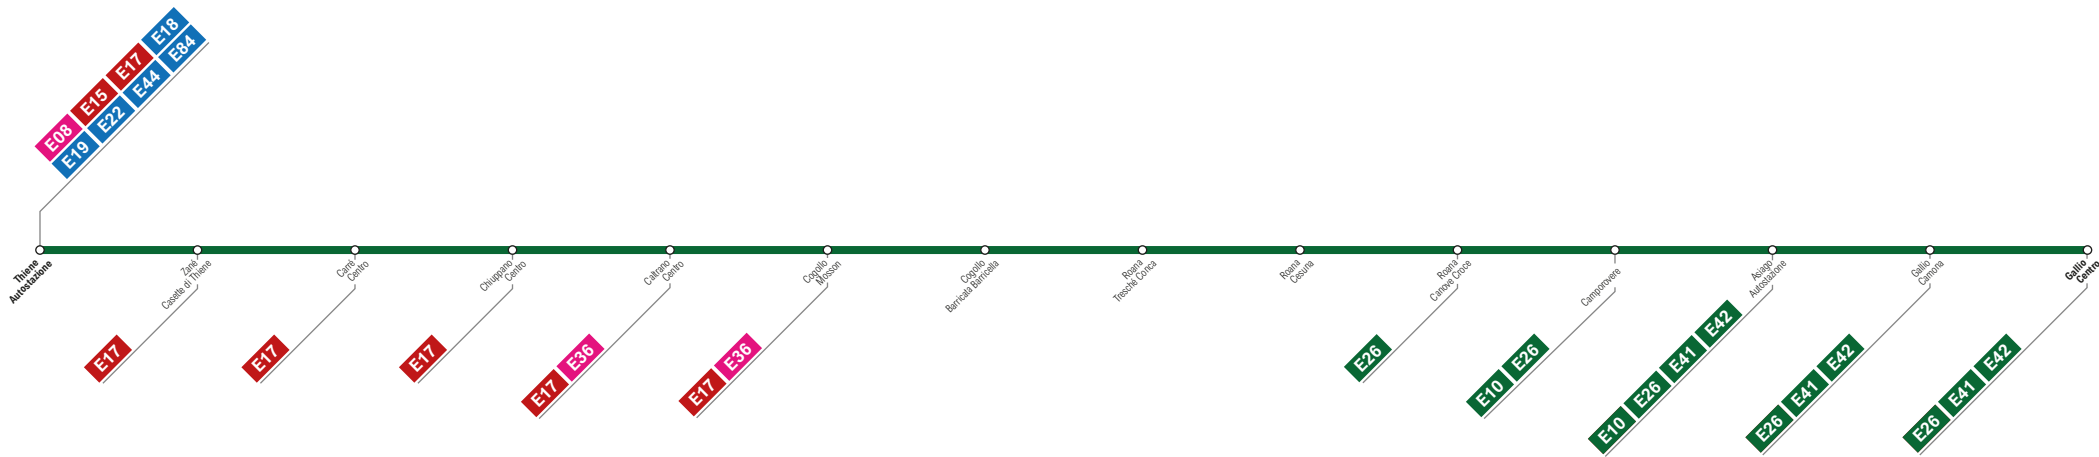 E08 E15 E17 E18
E19 E22 E44 E84
Thiene
Autostazione
Zanè
Casette di Thiene
Carrè
Centro
Chiuppano
Centro
Caltrano
Centro
Cogollo
Mosson
Cogollo
Barricata Barricella
Roana
Treschè Conca
Roana
Cesuna
Roana
Canove Croce
Camporovere
Asiago
Autostazione
Gallio
Camona
Gallio
Centro
E17
E17
E17
E17 E36
E17 E36
E26
E10 E26
E10 E26 E41 E42
E26 E41 E42
E26 E41 E42